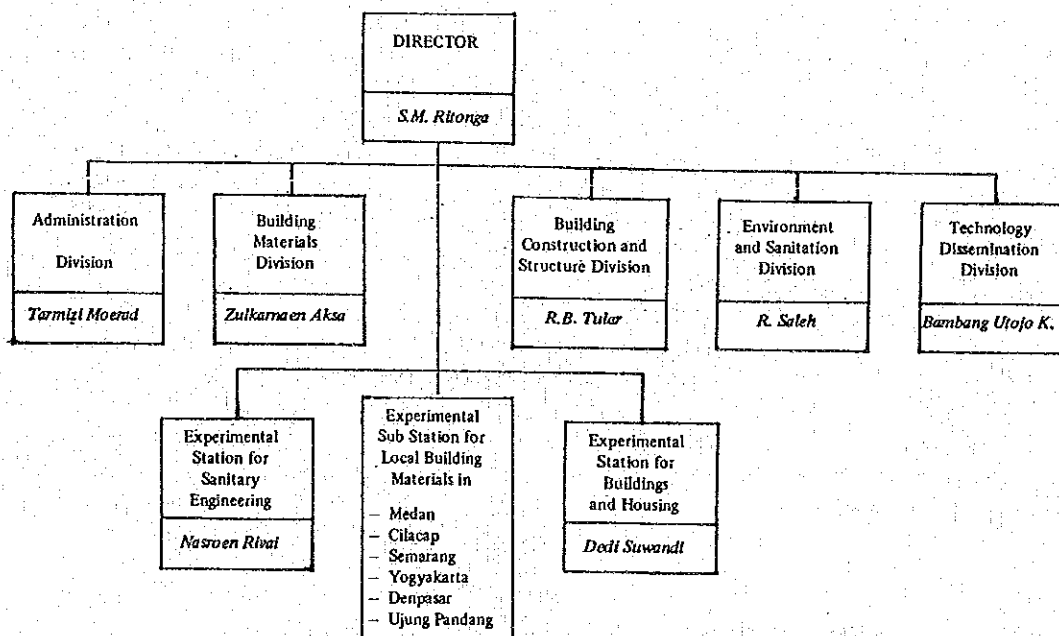 DIRECTOR
S.M. Ritonga
Administration
Division
Tarmizi Moerad
Building
Materials
Division
Zulkarnaen Aksa
Building
Construction and
Structure Division
R.B. Tular
Environment
and Sanitation
Division
R. Saleh
Technology
Dissemination
Division
Bambang Utojo K.
Experimental
Station for
Sanitary
Engineering
Nasroen Rivai
Experimental
Sub Station for
Local Building
Materials in
– Medan
– Cilacap
– Semarang
– Yogyakarta
– Denpasar
– Ujung Pandang
Experimental
Station for
Buildings
and Housing
Dedi Suwandi